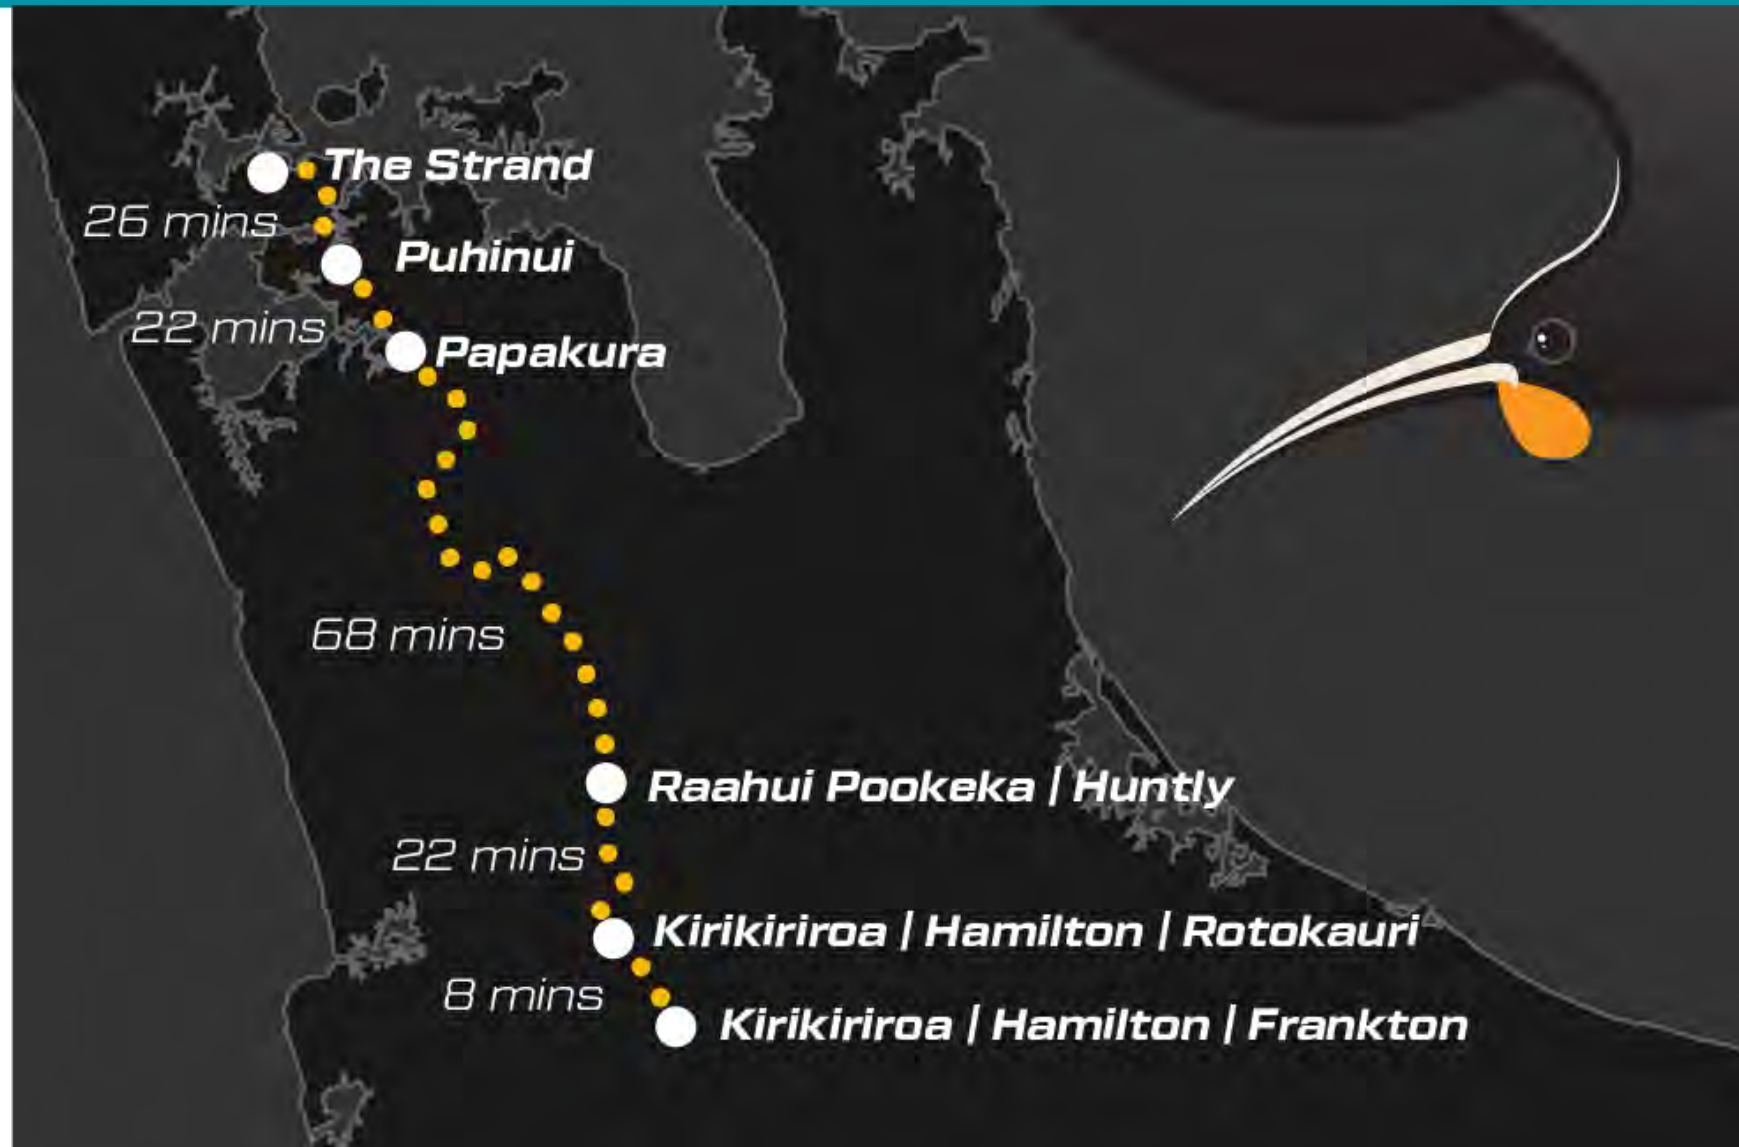 The Strand
26 mins
Puhinui
22 mins
Papakura
68 mins
Raahui Pookeka | Huntly
22 mins
Kirikiriroa | Hamilton | Rotokauri
8 mins
Kirikiriroa | Hamilton | Frankton